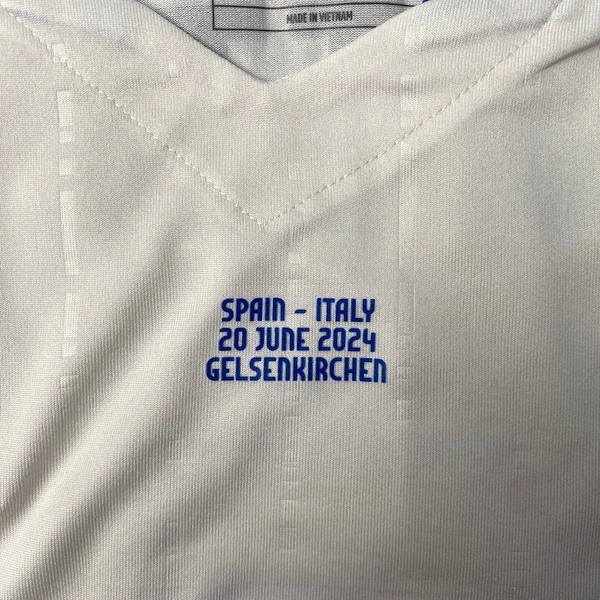 MADE IN VIETNAM
SPAIN - ITALY
20 JUNE 2024
GELSENKIRCHEN